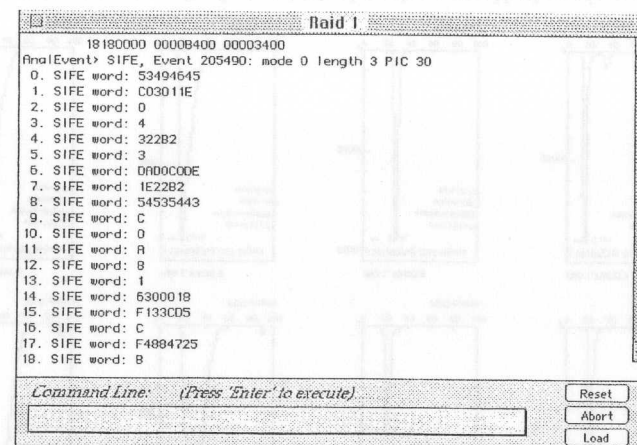 Raid 1
18180000 0000B400 00003400
AnalEvent> SIFE, Event 205490: mode 0 length 3 PIC 30
0. SIFE word: 53494645
1. SIFE word: C03011E
2. SIFE word: 0
3. SIFE word: 4
4. SIFE word: 322B2
5. SIFE word: 3
6. SIFE word: DAD0CODE
7. SIFE word: 1E22B2
8. SIFE word: 54535443
9. SIFE word: C
10. SIFE word: 0
11. SIFE word: A
12. SIFE word: B
13. SIFE word: 1
14. SIFE word: 6300018
15. SIFE word: F133CD5
16. SIFE word: C
17. SIFE word: F4884725
18. SIFE word: B
Command Line: (Press 'Enter' to execute)
Reset
Abort
Load